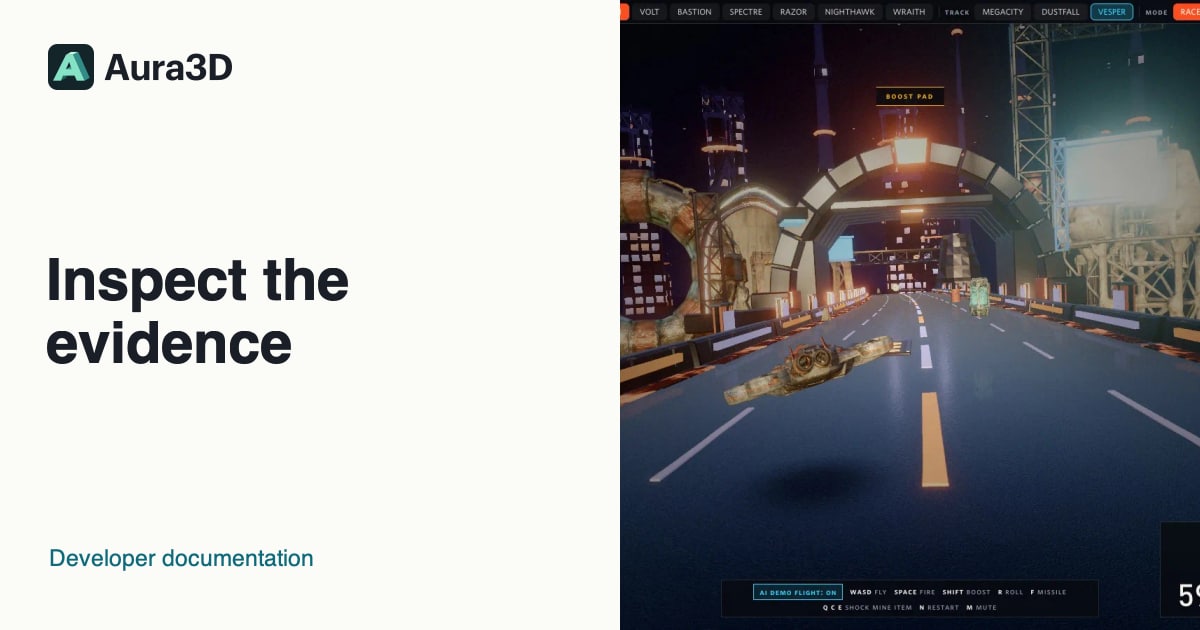 Aura3D
Inspect the
evidence
Developer documentation
VOLT BASTION SPECTRE RAZOR NIGHTHAWK WRAITH TRACK MEGACITY DUSTFALL VESPER MODE RACE
BOOST PAD
AI DEMO FLIGHT: ON WASD FLY SPACE FIRE SHIFT BOOST R ROLL F MISSILE
Q C E SHOCK MINE ITEM N RESTART M MUTE